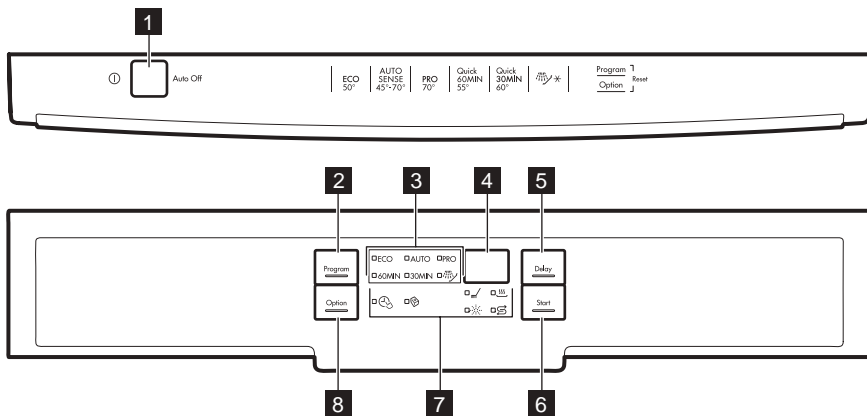 1
Auto Off
ECO
50°
AUTO
SENSE
45°-70°
PRO
70°
Quick
60MIN
55°
Quick
30MIN
60°
Program
Option
Reset
2
3
4
5
Program
ECO AUTO PRO
60MIN 30MIN
Delay
Option
Start
8
7
6